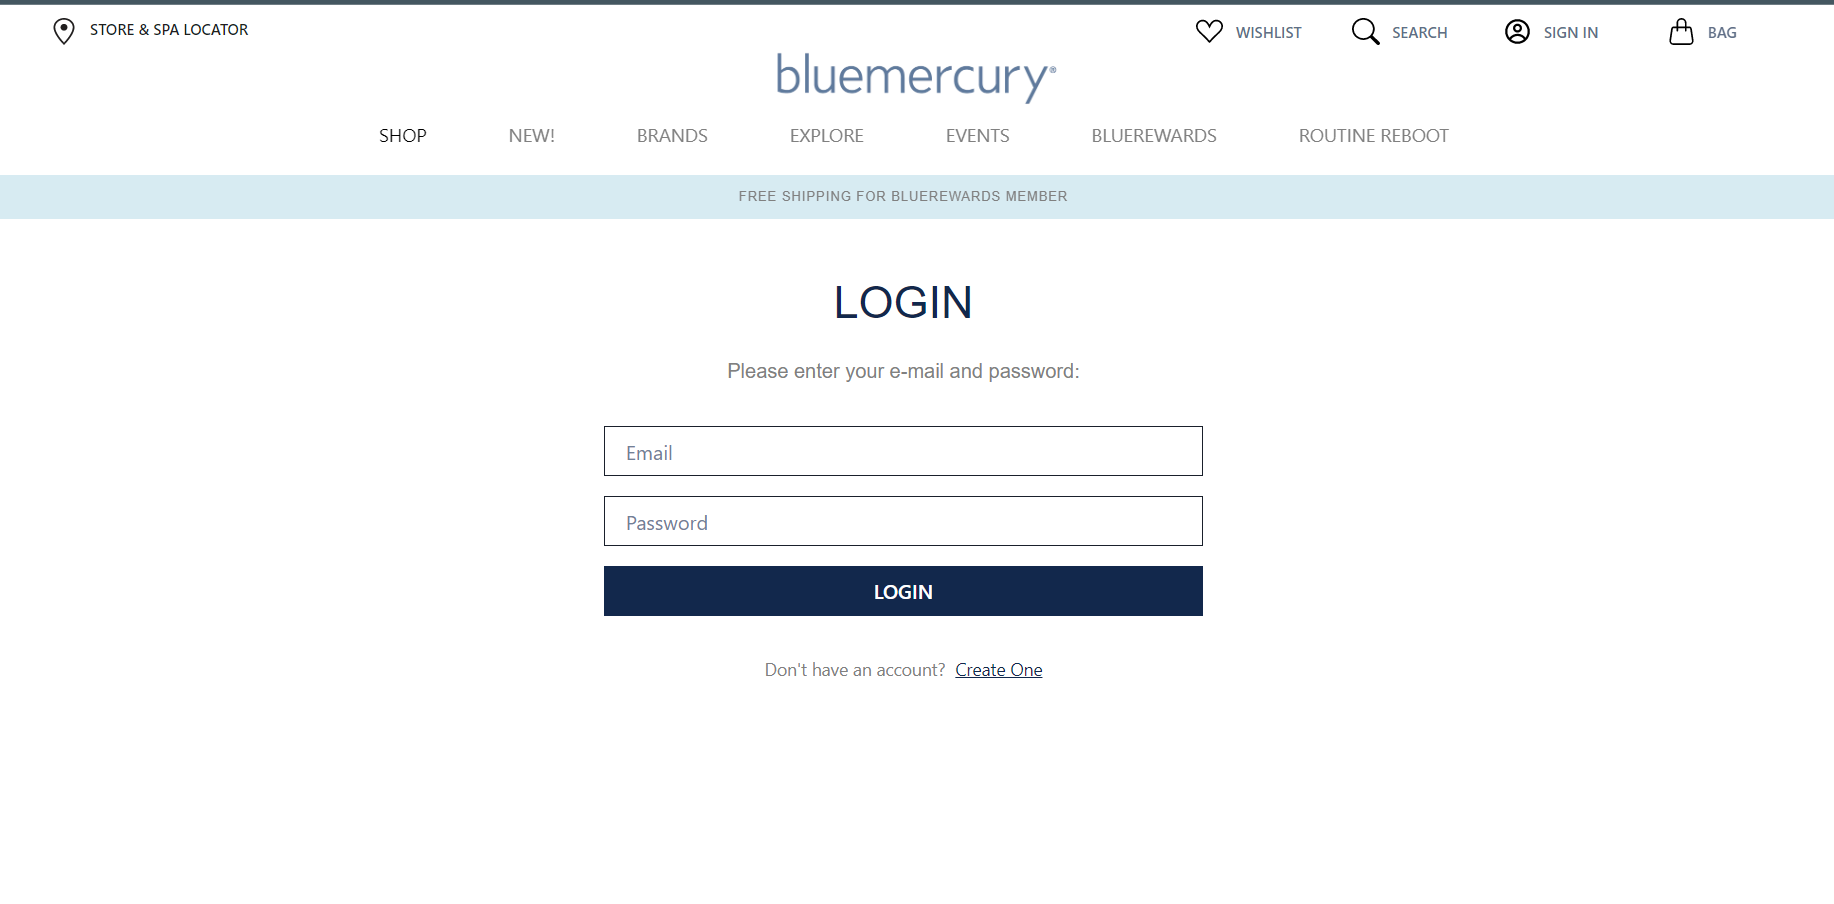 STORE & SPA LOCATOR
WISHLIST
SEARCH
SIGN IN
BAG
bluemercury®
SHOP
NEW!
BRANDS
EXPLORE
EVENTS
BLUEREWARDS
ROUTINE REBOOT
FREE SHIPPING FOR BLUEREWARDS MEMBER
LOGIN
Please enter your e-mail and password:
Email
Password
LOGIN
Don't have an account? Create One